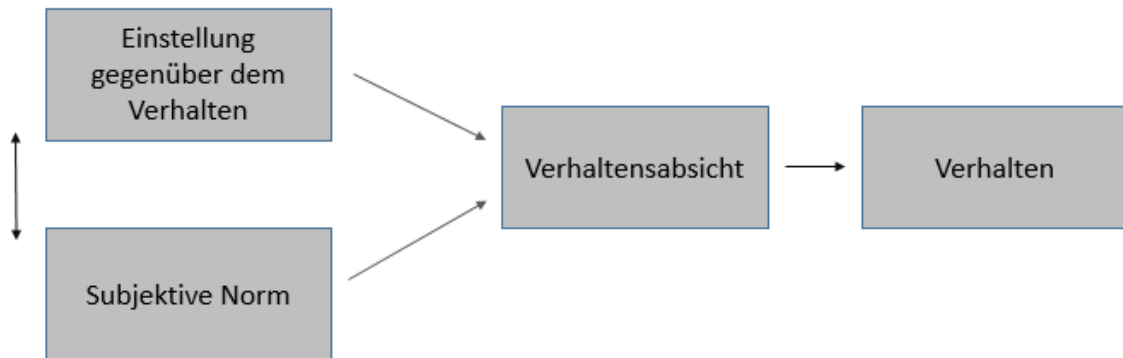 Einstellung
gegenüber dem
Verhalten
Verhaltensabsicht
Verhalten
Subjektive Norm